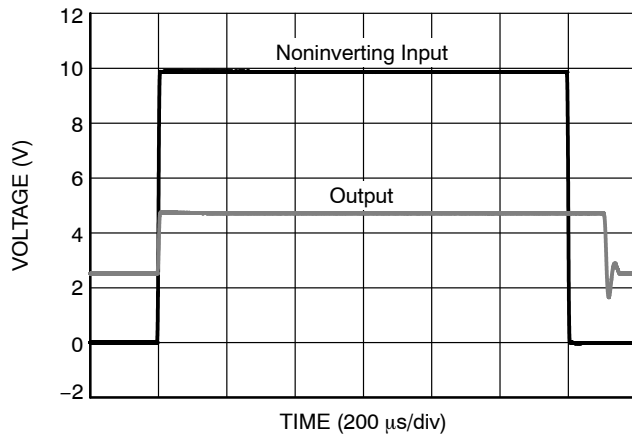 12
10
8
6
4
2
0
−2
VOLTAGE (V)
Noninverting Input
Output
TIME (200 μs/div)